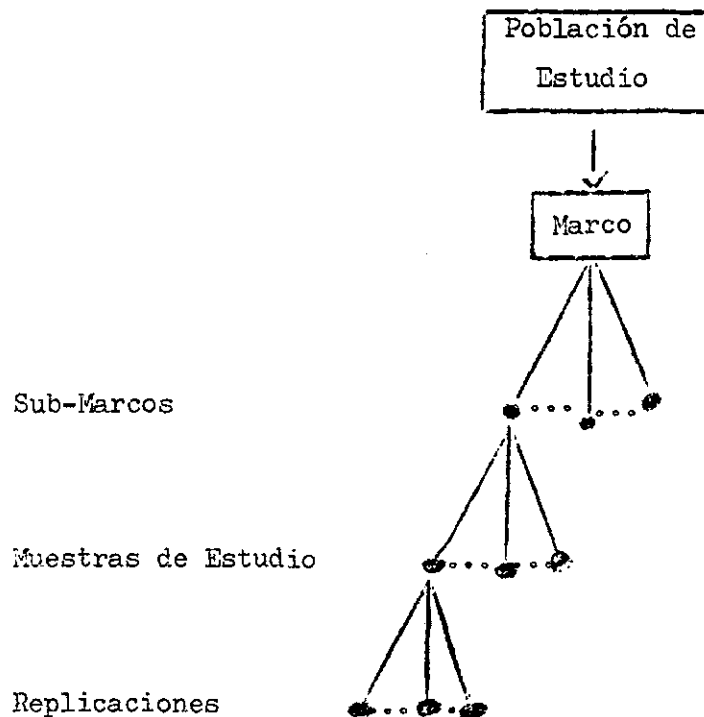 Población de
Estudio
Marco
Sub-Marcos
Muestras de Estudio
Replicaciones